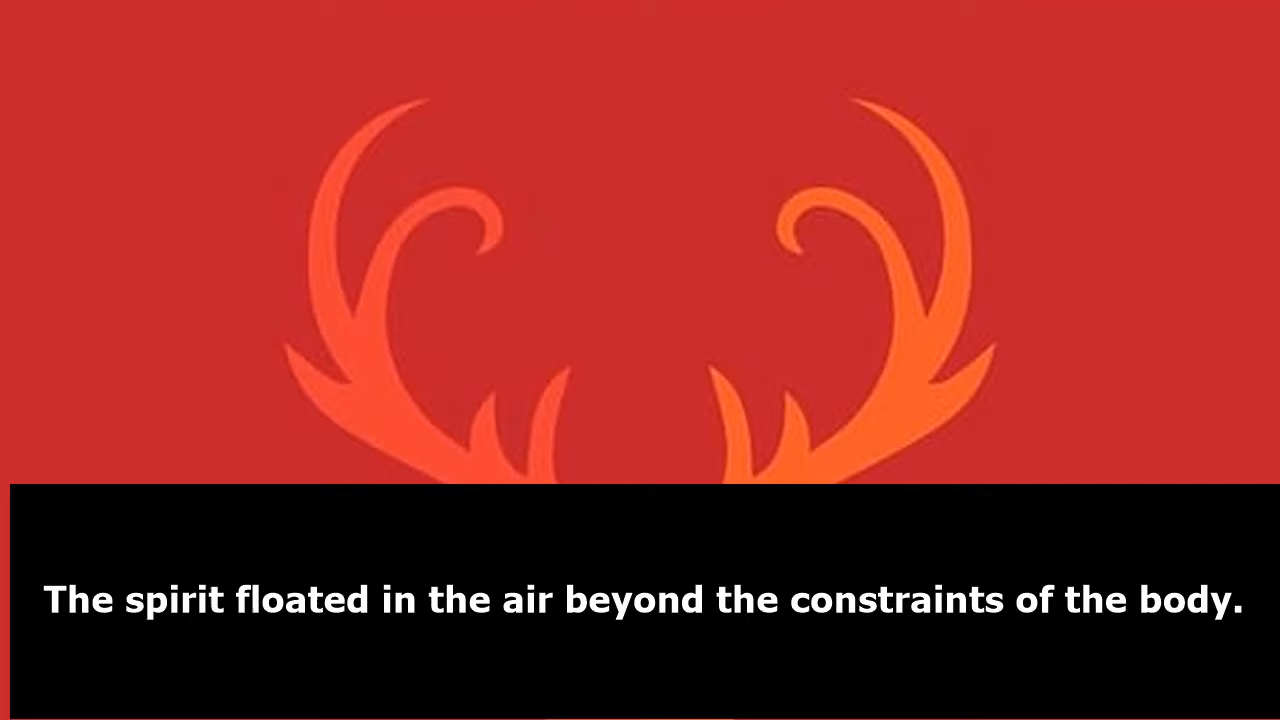 The spirit floated in the air beyond the constraints of the body.